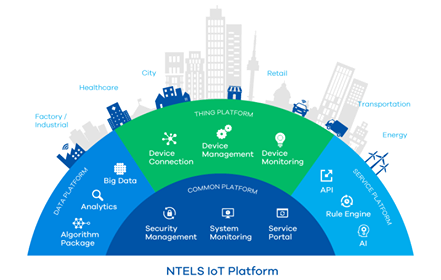 City
Retail
Healthcare
Transportation
Factory /
Industrial
Energy
THING PLATFORM
Device
Connection
Device
Management
Device
Monitoring
DATA PLATFORM
Big Data
Analytics
Algorithm
Package
COMMON PLATFORM
Security
Management
System
Monitoring
Service
Portal
SERVICE PLATFORM
API
Rule Engine
AI
NTELS IoT Platform